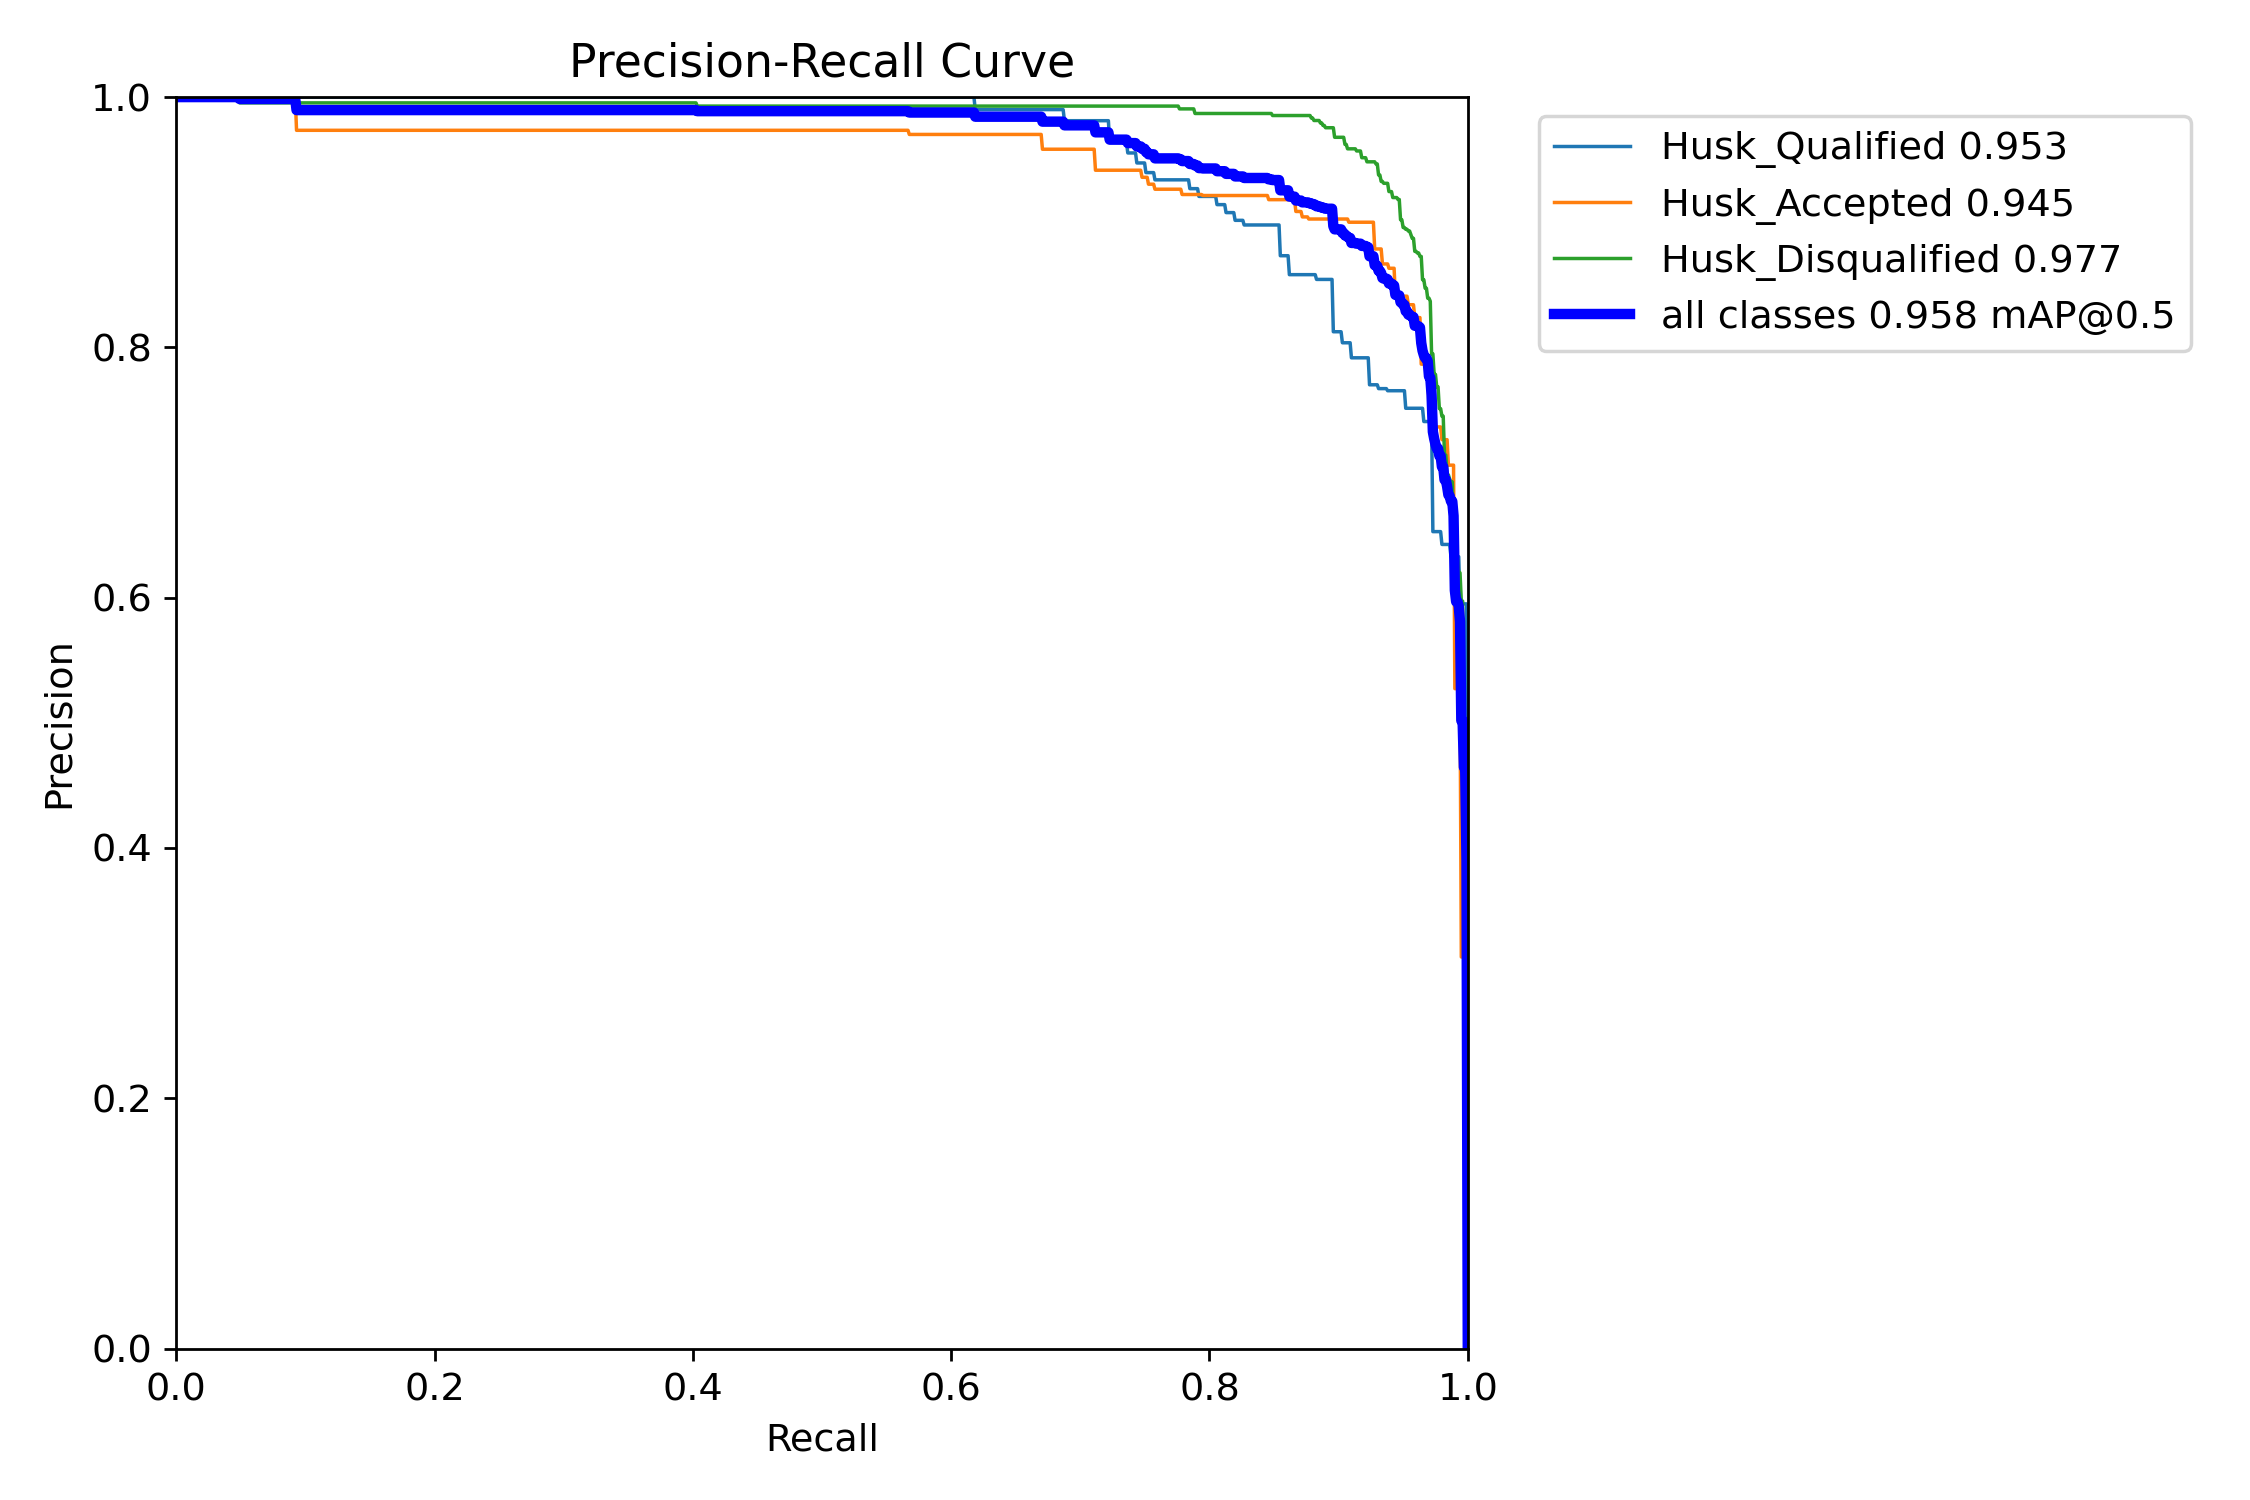 Precision-Recall Curve
1.0
0.8
0.6
0.4
0.2
0.0
Precision
0.0 0.2 0.4 0.6 0.8 1.0
Recall
Husk_Qualified 0.953
Husk_Accepted 0.945
Husk_Disqualified 0.977
all classes 0.958 mAP@0.5